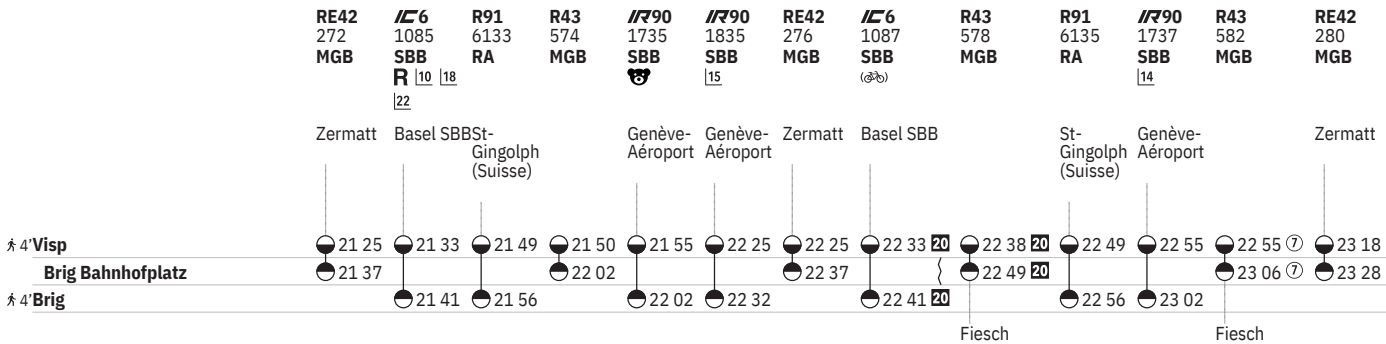 RE42 IC6 R91 R43 IR90 IR90 RE42 IC6 R43 R91 IR90 R43 RE42
272 1085 6133 574 1735 1835 276 1087 578 6135 1737 582 280
MGB SBB RA MGB SBB SBB MGB SBB MGB RA SBB MGB MGB
R 10 18 15 14
22
Zermatt Basel SBB St- Genève- Genève- Zermatt Basel SBB St- Genève- Zermatt
Gingolph Aéroport Aéroport Gingolph Aéroport
(Suisse) (Suisse)
4' Visp 21 25 21 33 21 49 21 50 21 55 22 25 22 25 22 33 20 22 38 20 22 49 22 55 22 55 7 23 18
Brig Bahnhofplatz 21 37 22 02 22 37 22 49 20 23 06 7 23 28
4' Brig 21 41 21 56 22 02 22 32 22 41 20 22 56 23 02
Fiesch Fiesch